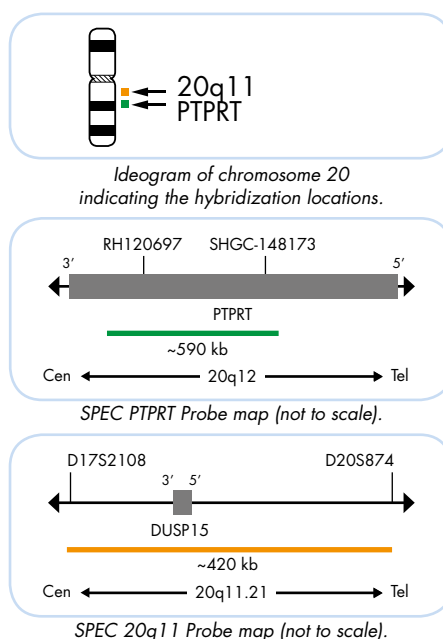 20q11
PTPRT
Ideogram of chromosome 20
indicating the hybridization locations.
RH120697 SHGC-148173
3’ 5’
PTPRT
~590 kb
Cen 20q12 Tel
SPEC PTPRT Probe map (not to scale).
D17S2108 D20S874
3’ 5’
DUSP15
~420 kb
Cen 20q11.21 Tel
SPEC 20q11 Probe map (not to scale).